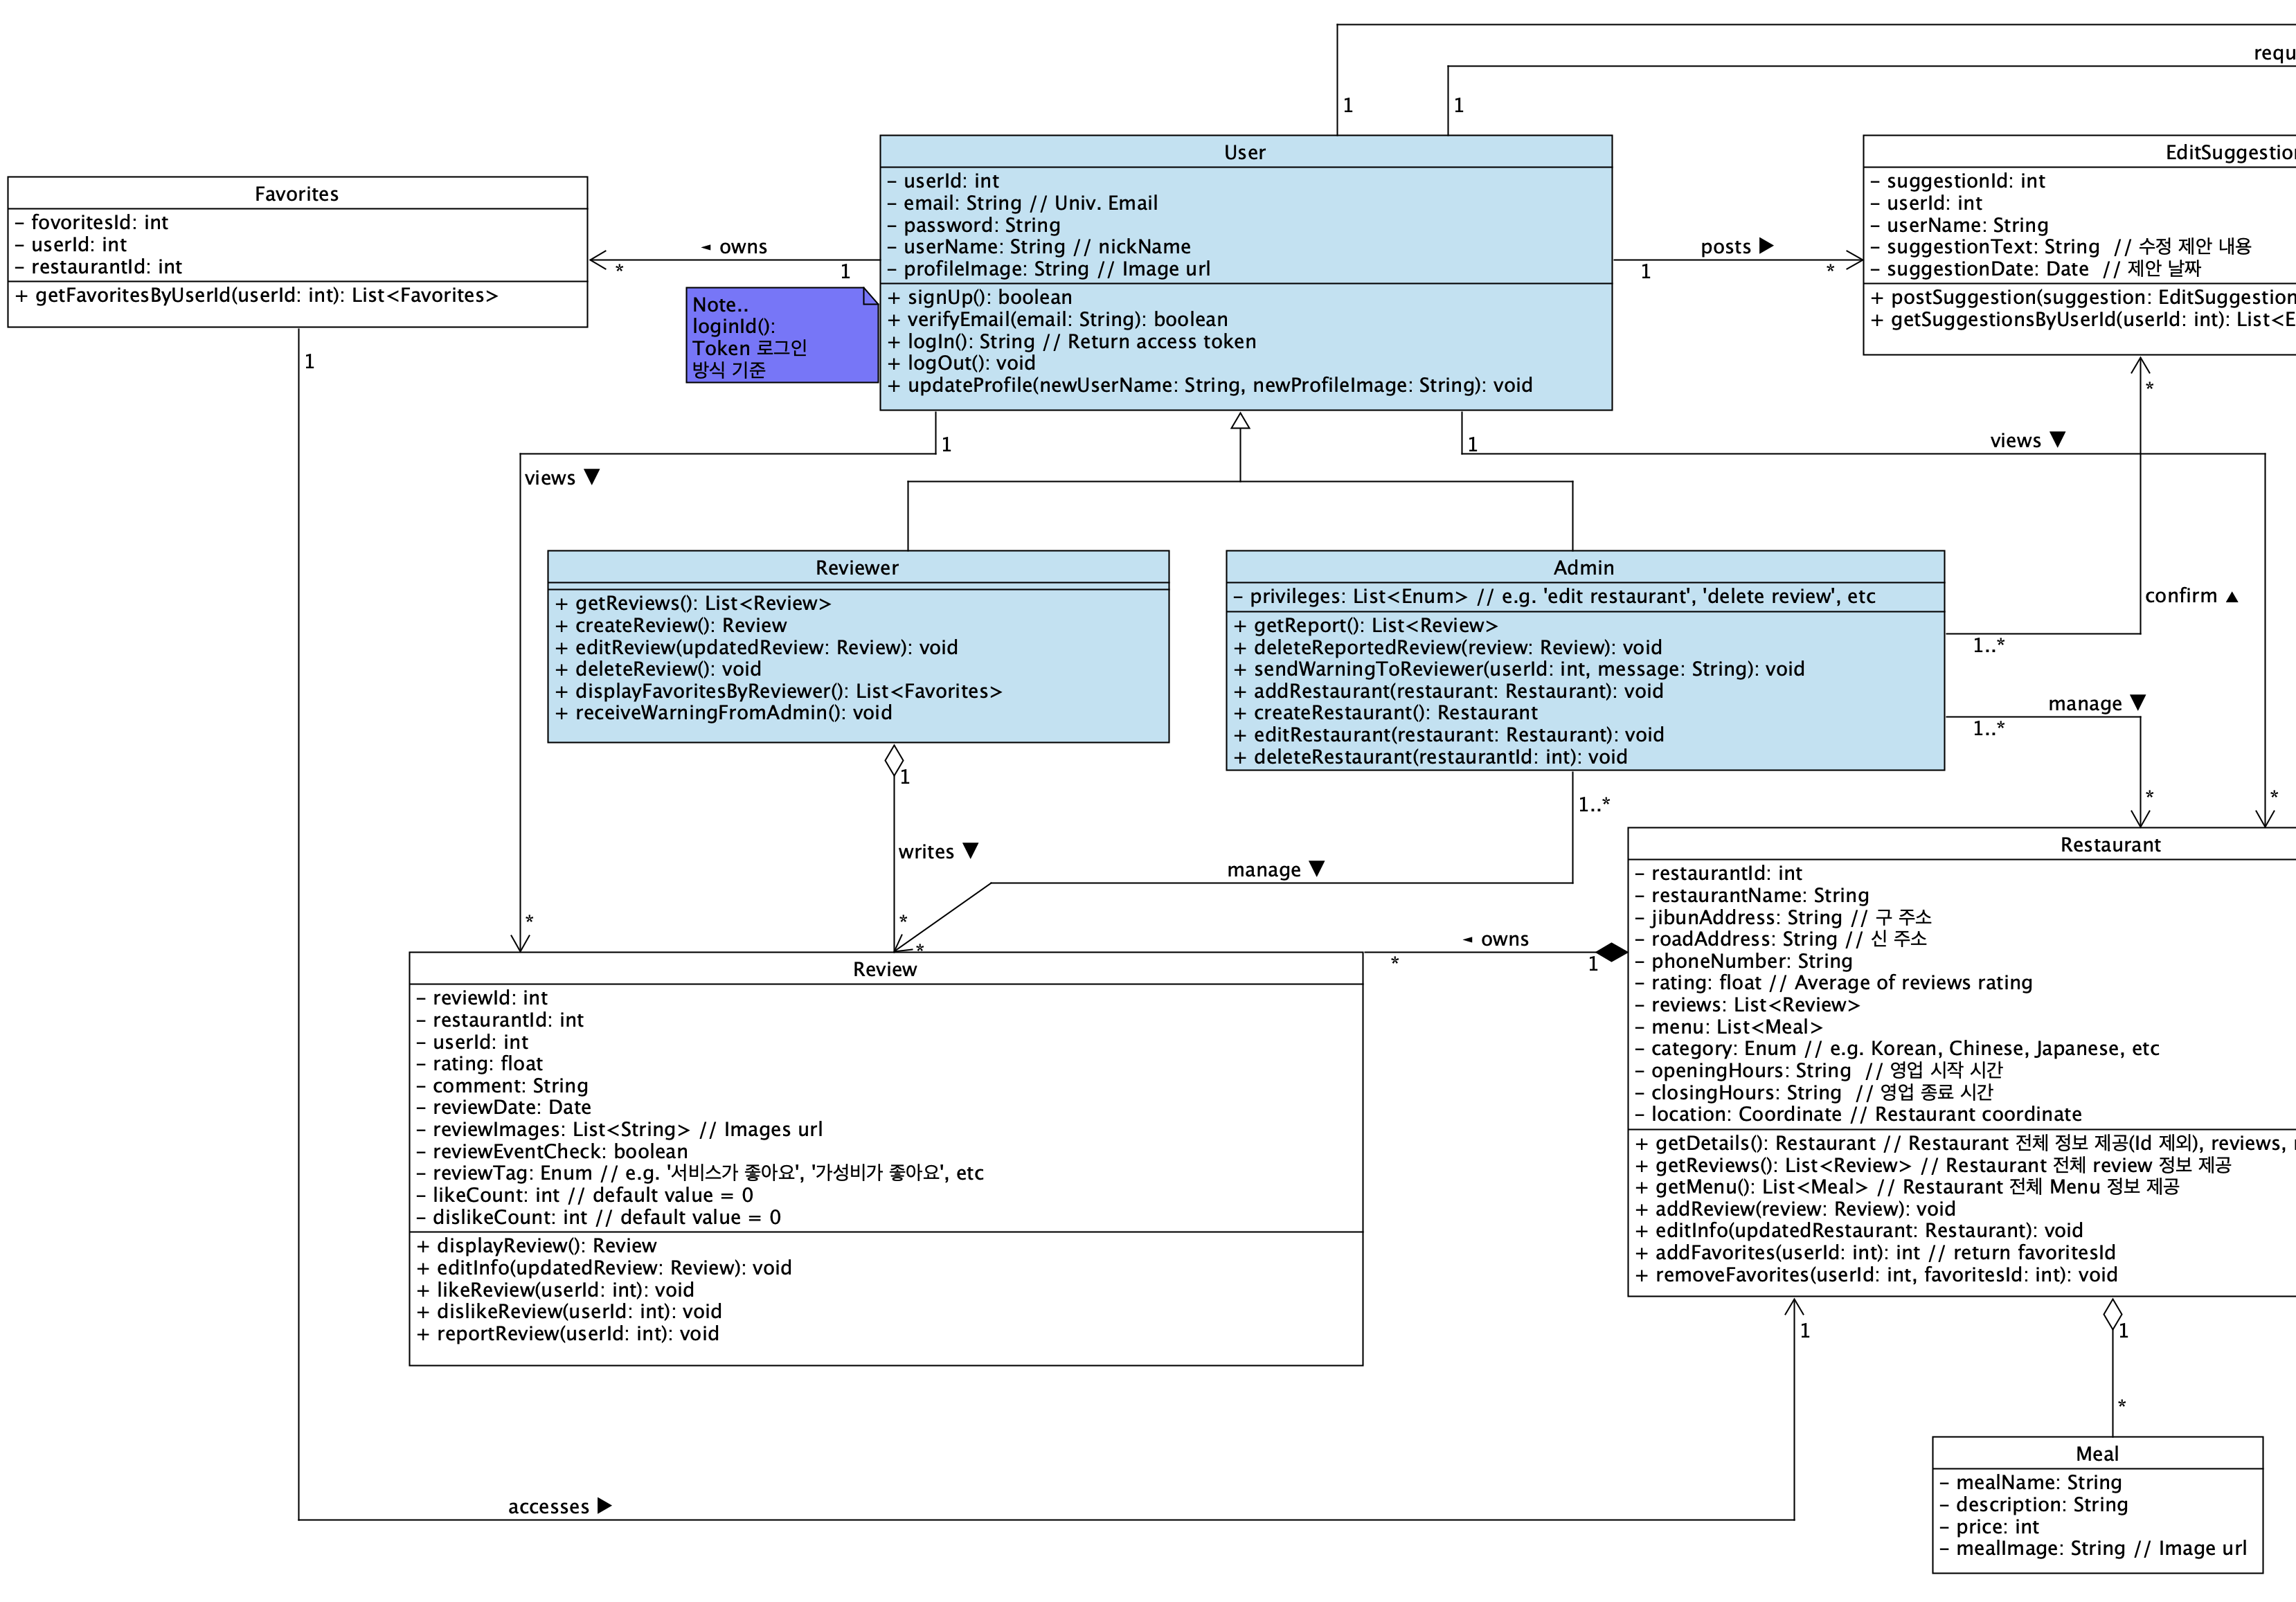 requ
1
1
User
- userId: int
- email: String // Univ. Email
- password: String
- userName: String // nickName
- profileImage: String // Image url
+ signUp(): boolean
+ verifyEmail(email: String): boolean
+ logIn(): String // Return access token
+ logOut(): void
+ updateProfile(newUserName: String, newProfileImage: String): void
Favorites
- fovoritesId: int
- userId: int
- restaurantId: int
+ getFavoritesByUserId(userId: int): List<Favorites>
◄ owns
*
1
Note..
loginId():
Token 로그인
방식 기준
posts ▶
1
*
EditSuggestion
- suggestionId: int
- userId: int
- userName: String
- suggestionText: String // 수정 제안 내용
- suggestionDate: Date // 제안 날짜
+ postSuggestion(suggestion: EditSuggestion
+ getSuggestionsByUserId(userId: int): List<E
1
*
1
1
views ▼
views ▼
Reviewer
+ getReviews(): List<Review>
+ createReview(): Review
+ editReview(updatedReview: Review): void
+ deleteReview(): void
+ displayFavoritesByReviewer(): List<Favorites>
+ receiveWarningFromAdmin(): void
Admin
- privileges: List<Enum> // e.g. 'edit restaurant', 'delete review', etc
+ getReport(): List<Review>
+ deleteReportedReview(review: Review): void
+ sendWarningToReviewer(userId: int, message: String): void
+ addRestaurant(restaurant: Restaurant): void
+ createRestaurant(): Restaurant
+ editRestaurant(restaurant: Restaurant): void
+ deleteRestaurant(restaurantId: int): void
confirm ▲
1..*
manage ▼
1..*
1
1..*
*
*
writes ▼
manage ▼
*
*
*
◄ owns
*
1
Review
- reviewId: int
- restaurantId: int
- userId: int
- rating: float
- comment: String
- reviewDate: Date
- reviewImages: List<String> // Images url
- reviewEventCheck: boolean
- reviewTag: Enum // e.g. '서비스가 좋아요', '가성비가 좋아요', etc
- likeCount: int // default value = 0
- dislikeCount: int // default value = 0
+ displayReview(): Review
+ editInfo(updatedReview: Review): void
+ likeReview(userId: int): void
+ dislikeReview(userId: int): void
+ reportReview(userId: int): void
Restaurant
- restaurantId: int
- restaurantName: String
- jibunAddress: String // 구 주소
- roadAddress: String // 신 주소
- phoneNumber: String
- rating: float // Average of reviews rating
- reviews: List<Review>
- menu: List<Meal>
- category: Enum // e.g. Korean, Chinese, Japanese, etc
- openingHours: String // 영업 시작 시간
- closingHours: String // 영업 종료 시간
- location: Coordinate // Restaurant coordinate
+ getDetails(): Restaurant // Restaurant 전체 정보 제공(Id 제외), reviews,
+ getReviews(): List<Review> // Restaurant 전체 review 정보 제공
+ getMenu(): List<Meal> // Restaurant 전체 Menu 정보 제공
+ addReview(review: Review): void
+ editInfo(updatedRestaurant: Restaurant): void
+ addFavorites(userId: int): int // return favoritesId
+ removeFavorites(userId: int, favoritesId: int): void
1
1
*
accesses ▶
Meal
- mealName: String
- description: String
- price: int
- mealImage: String // Image url